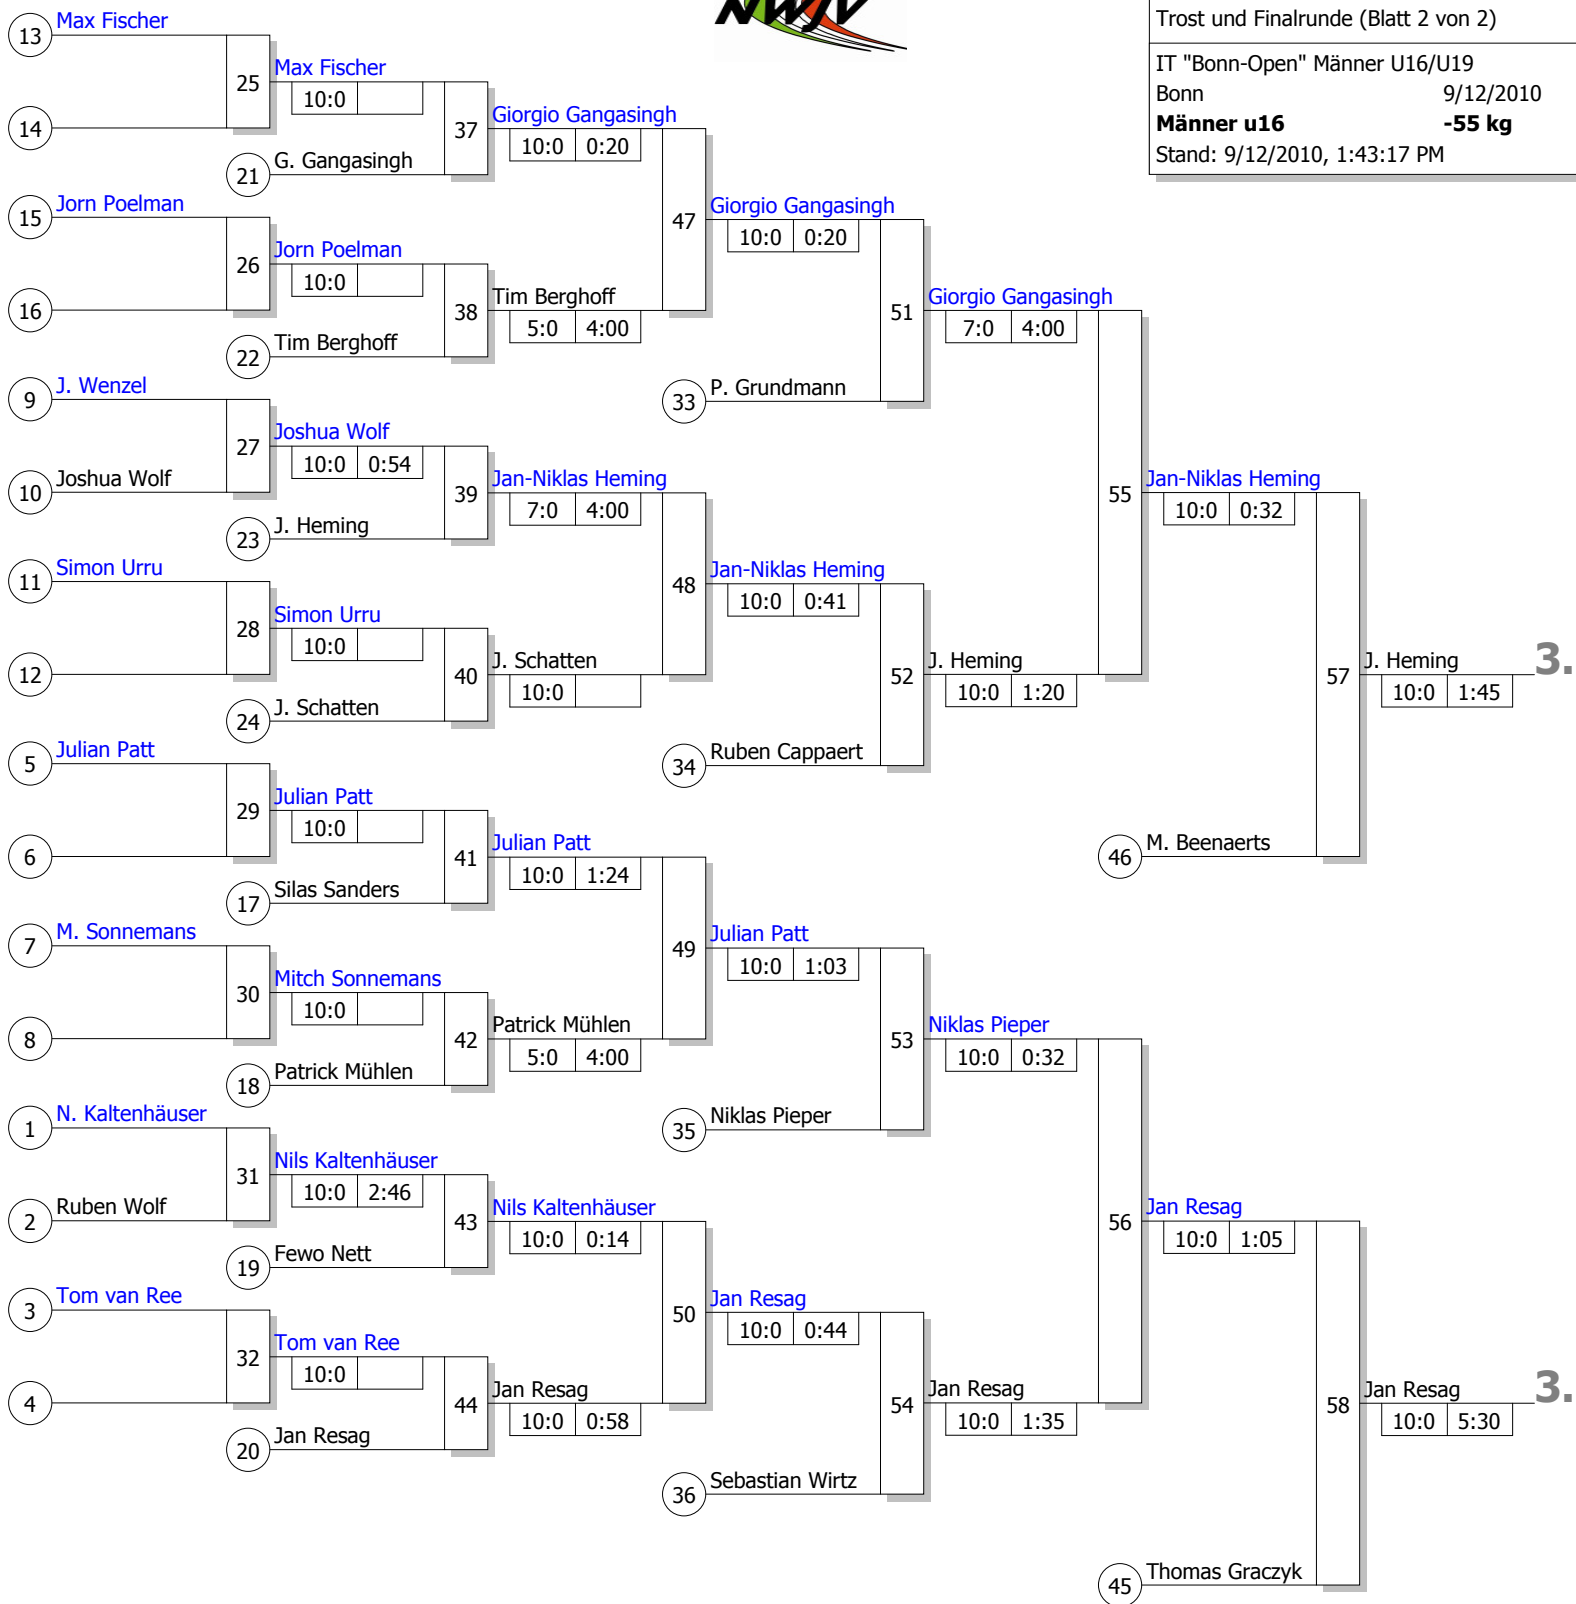 NWJV
Trost und Finalrunde (Blatt 2 von 2)
IT "Bonn-Open" Männer U16/U19
Bonn 9/12/2010
Männer u16 -55 kg
Stand: 9/12/2010, 1:43:17 PM
13 Max Fischer
25 Max Fischer
10:0
14
37 Giorgio Gangasingh
10:0 0:20
21 G. Gangasingh
15 Jorn Poelman
47 Giorgio Gangasingh
10:0 0:20
26 Jorn Poelman
10:0
16
38 Tim Berghoff
5:0 4:00
22 Tim Berghoff
51 Giorgio Gangasingh
7:0 4:00
9 J. Wenzel
33 P. Grundmann
27 Joshua Wolf
10:0 0:54
10 Joshua Wolf
39 Jan-Niklas Heming
7:0 4:00
23 J. Heming
55 Jan-Niklas Heming
10:0 0:32
11 Simon Urru
48 Jan-Niklas Heming
10:0 0:41
28 Simon Urru
10:0
12
40 J. Schatten
10:0
24 J. Schatten
52 J. Heming
10:0 1:20
57 J. Heming 3.
10:0 1:45
5 Julian Patt
34 Ruben Cappaert
29 Julian Patt
10:0
6
41 Julian Patt
10:0 1:24
46 M. Beenaerts
17 Silas Sanders
7 M. Sonnemans
49 Julian Patt
10:0 1:03
30 Mitch Sonnemans
10:0
8
42 Patrick Mühlen
5:0 4:00
18 Patrick Mühlen
53 Niklas Pieper
10:0 0:32
1 N. Kaltenhäuser
35 Niklas Pieper
31 Nils Kaltenhäuser
10:0 2:46
2 Ruben Wolf
43 Nils Kaltenhäuser
10:0 0:14
19 Fewo Nett
56 Jan Resag
10:0 1:05
3 Tom van Ree
50 Jan Resag
10:0 0:44
32 Tom van Ree
10:0
4
44 Jan Resag
10:0 0:58
20 Jan Resag
54 Jan Resag
10:0 1:35
58 Jan Resag 3.
10:0 5:30
36 Sebastian Wirtz
45 Thomas Graczyk